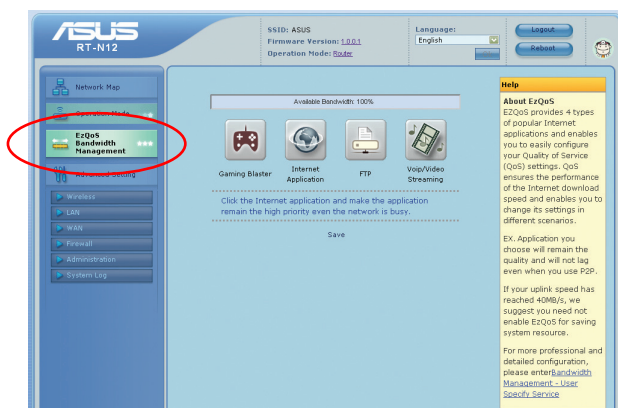 ASUS
RT-N12
SSID: ASUS
Firmware Version: 1.0.0.1
Operation Mode: Router
Language:
English
Logout
Reboot
Network Map
Operation Mode
EzQoS
Bandwidth
Management
Advanced Setting
Wireless
LAN
WAN
Firewall
Administration
System Log
Available Bandwidth: 100%
Gaming Blaster
Internet
Application
FTP
Voip/Video
Streaming
Click the Internet application and make the application
remain the high priority even the network is busy.
Save
Help
About EzQoS
EZQoS provides 4 types
of popular Internet
applications and enables
you to easily configure
your Quality of Service
(QoS) settings. QoS
ensures the performance
of the Internet download
speed and enables you to
change its settings in
different scenarios.
EX. Application you
choose will remain the
quality and will not lag
even when you use P2P.
If your uplink speed has
reached 40MB/s, we
suggest you need not
enable EzQoS for saving
system resource.
For more professional and
detailed configuration,
please enterBandwidth
Management - User
Specify Service